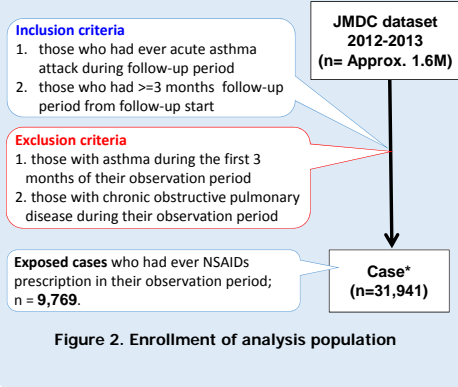 JMDC dataset
2012-2013
(n= Approx. 1.6M)
Inclusion criteria
1. those who had ever acute asthma
attack during follow-up period
2. those who had >=3 months follow-up
period from follow-up start
Exclusion criteria
1. those with asthma during the first 3
months of their observation period
2. those with chronic obstructive pulmonary
disease during their observation period
Exposed cases who had ever NSAIDs
prescription in their observation period;
n = 9,769.
Case*
(n=31,941)
Figure 2. Enrollment of analysis population